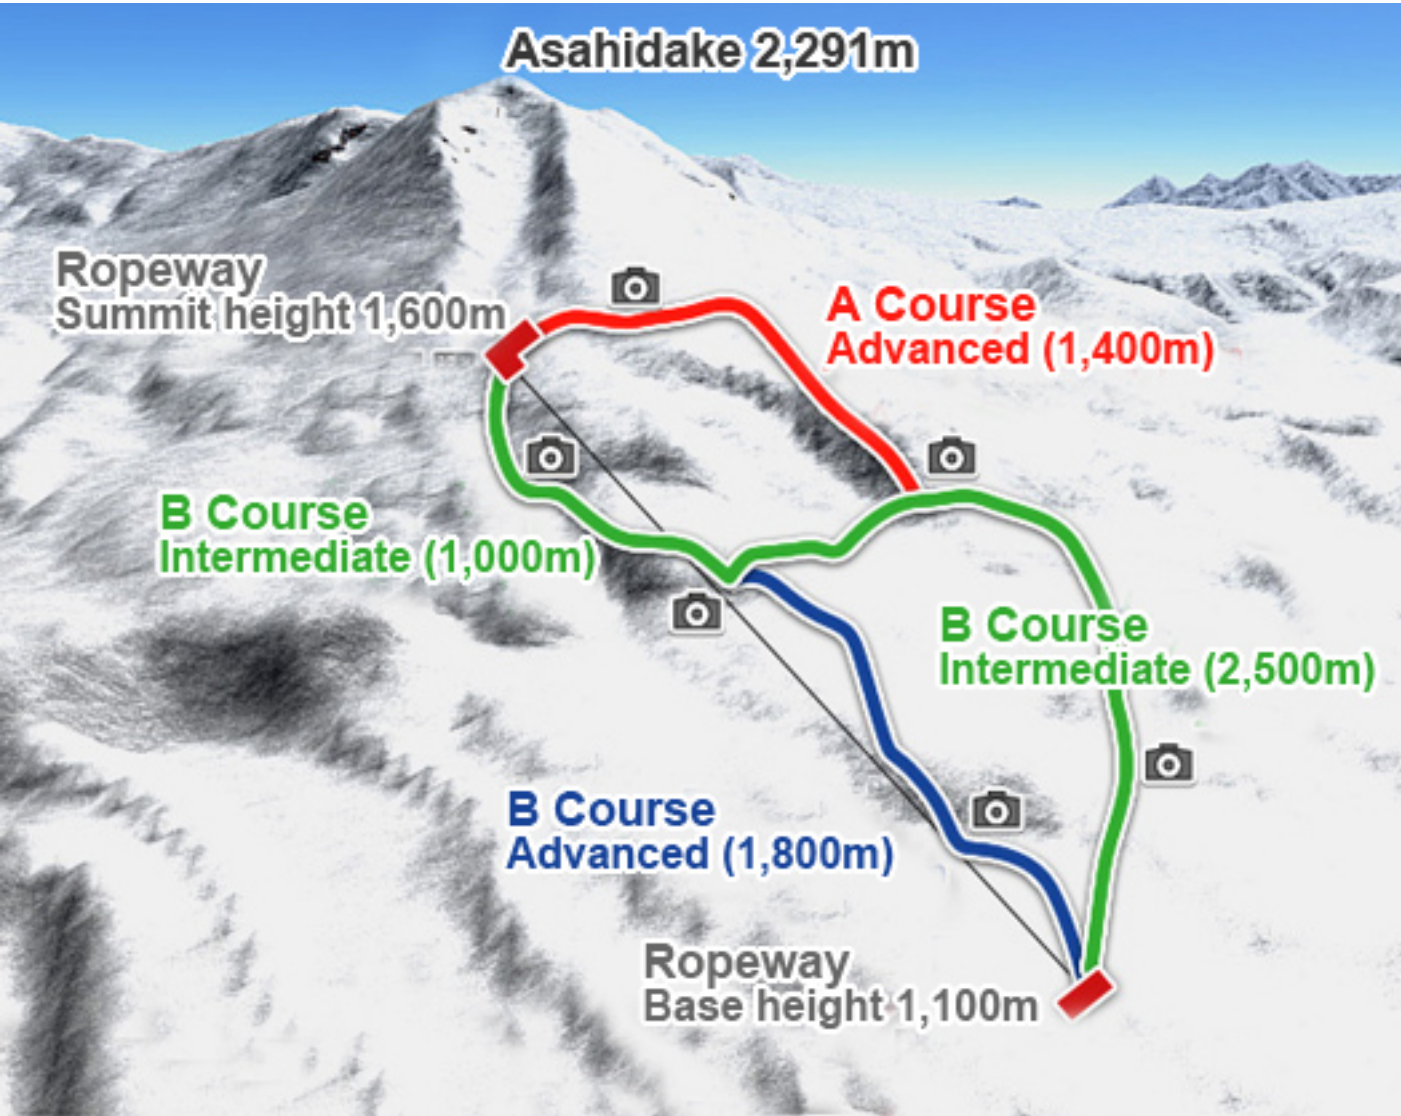 Asahidake 2,291m
Ropeway
Summit height 1,600m
A Course
Advanced (1,400m)
B Course
Intermediate (1,000m)
B Course
Intermediate (2,500m)
B Course
Advanced (1,800m)
Ropeway
Base height 1,100m